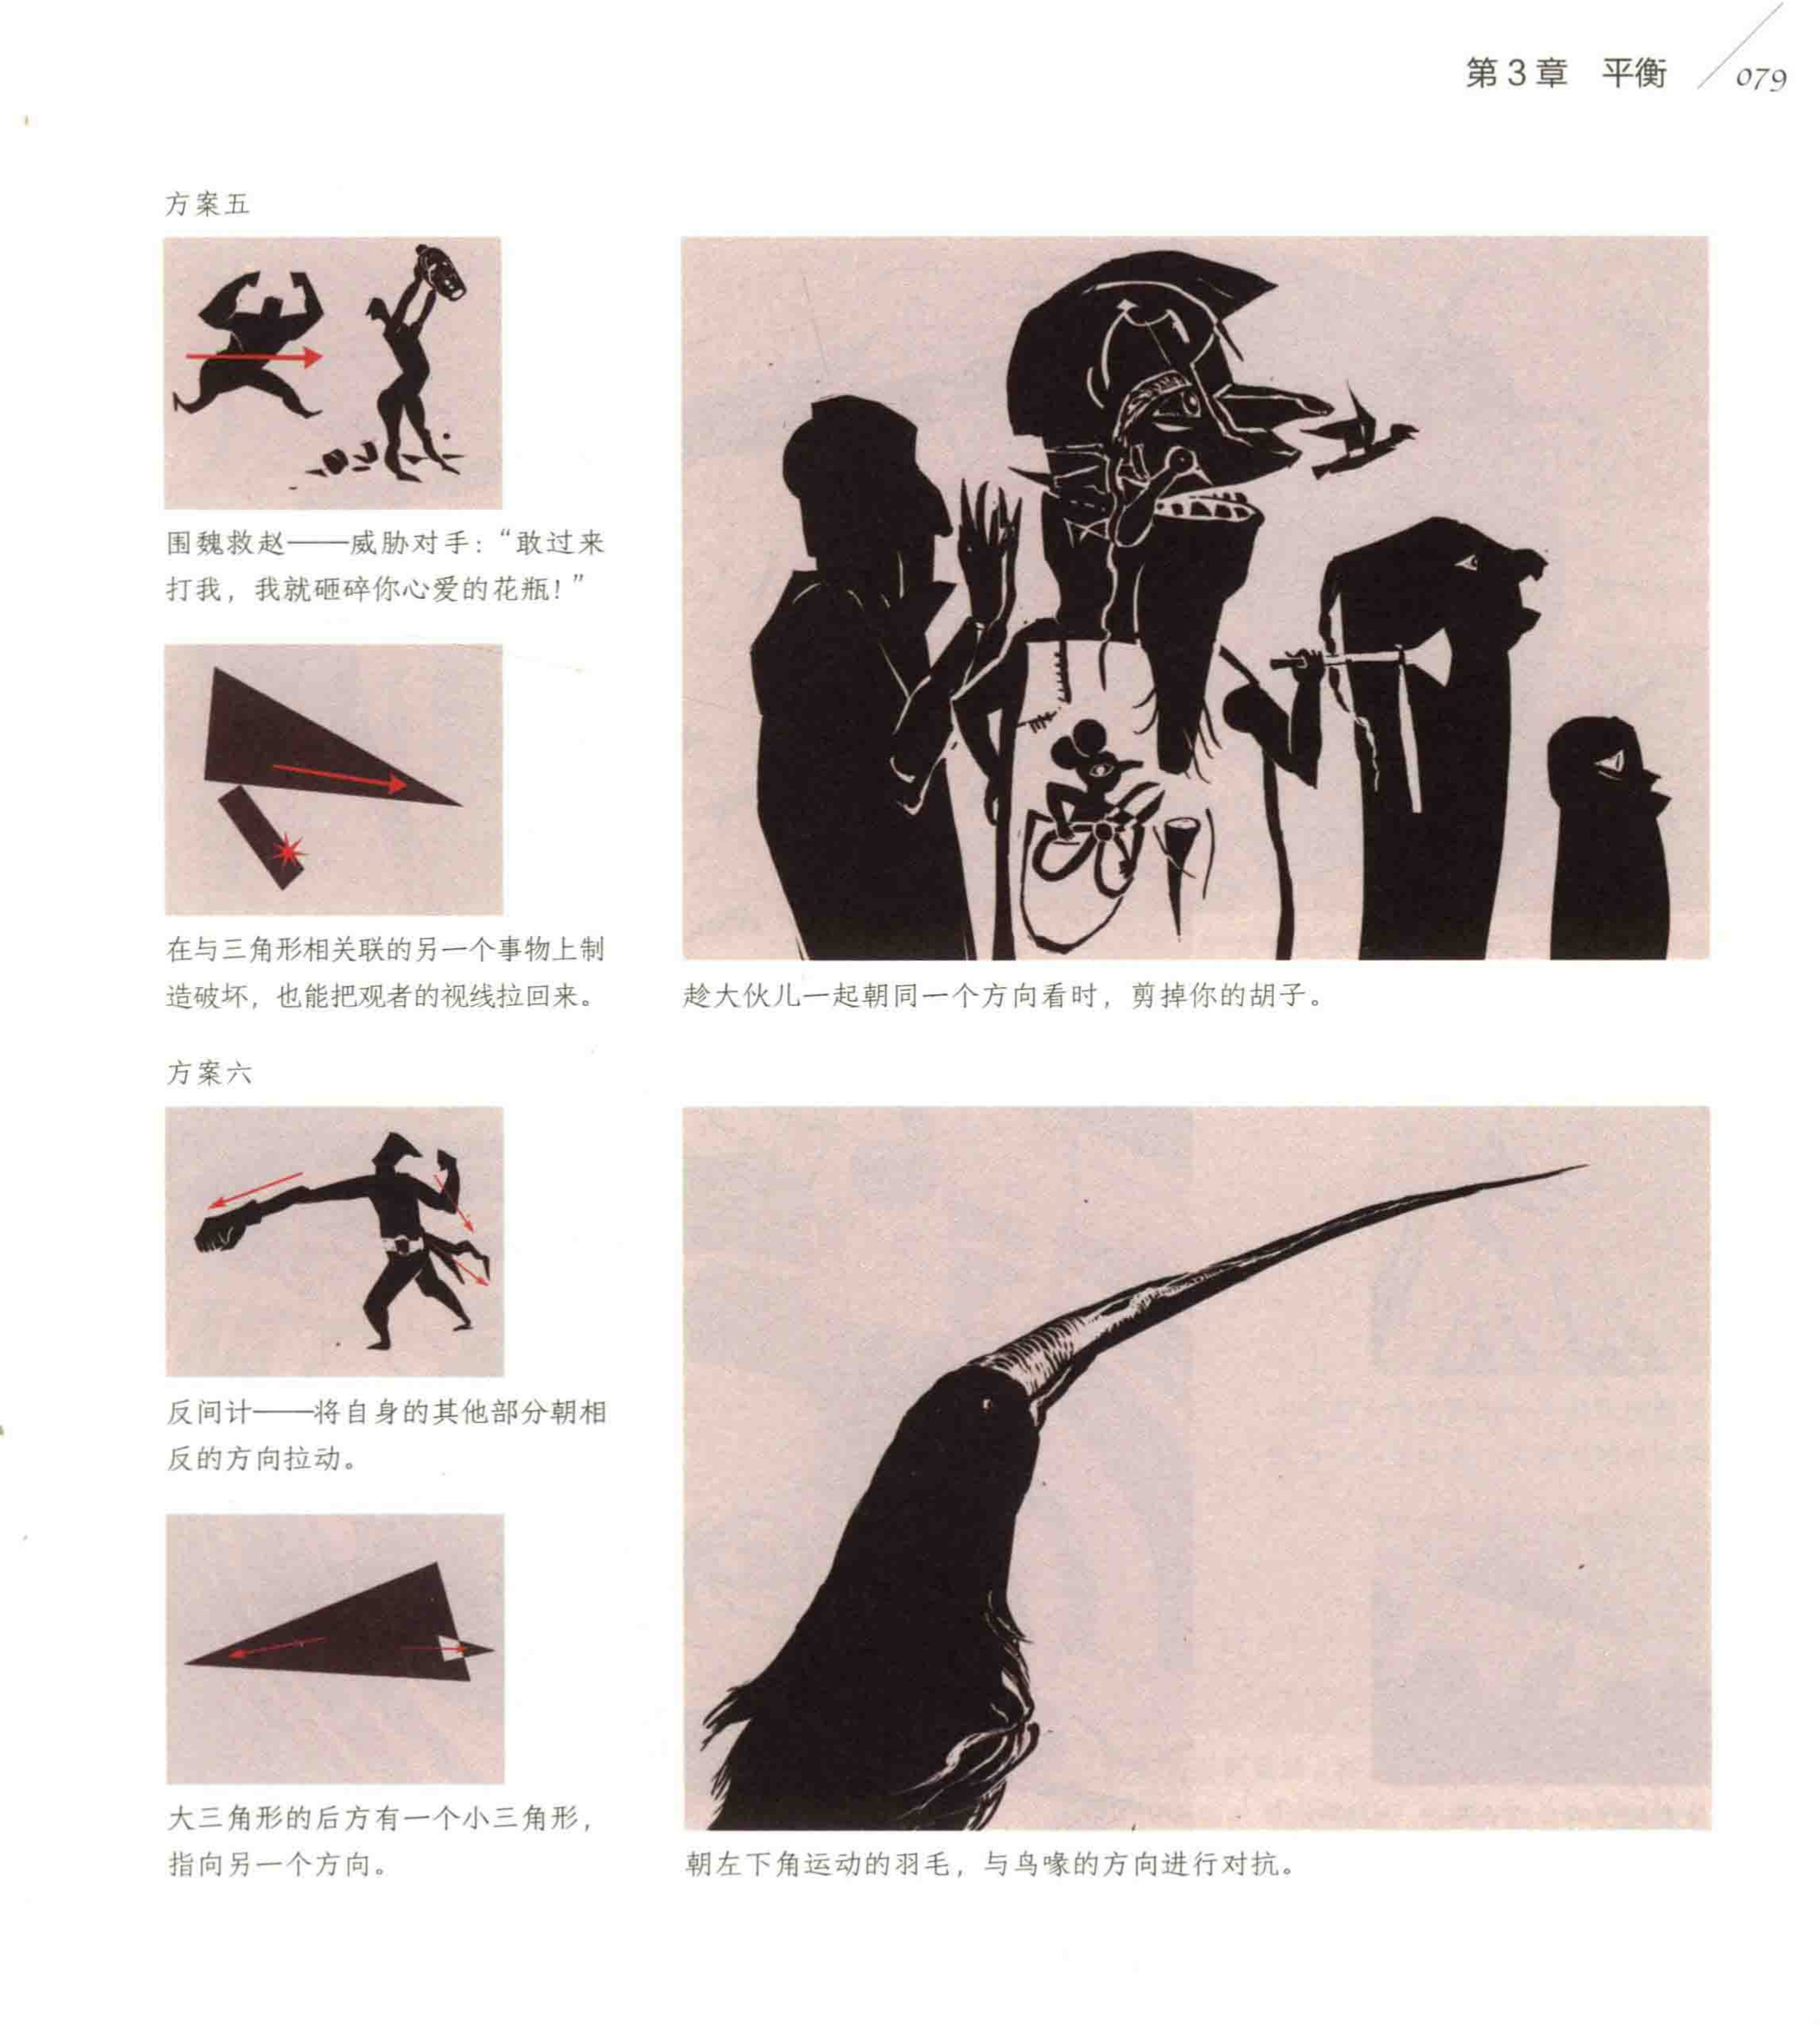 第3章 平衡 079
方案五
围魏救赵——威胁对手：“敢过来
打我，我就砸碎你心爱的花瓶！”
在与三角形相关联的另一个事物上制
造破坏，也能把观者的视线拉回来。
趁大伙儿一起朝同一个方向看时，剪掉你的胡子。
方案六
反间计——将自身的其他部分朝相
反的方向拉动。
大三角形的后方有一个小三角形，
指向另一个方向。
朝左下角运动的羽毛，与鸟喙的方向进行对抗。